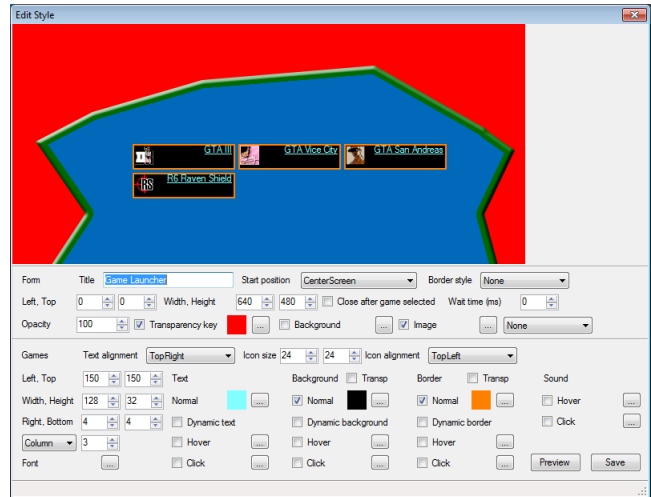 Edit Style
GTA III
GTA Vice City
GTA San Andreas
RS
R6 Raven Shield
Form Title Game Launcher Start position CenterScreen Border style None
Left, Top 0 0 Width, Height 640 480 Close after game selected Wait time (ms) 0
Opacity 100 Transparency key ... Background ... Image ... None
Games Text alignment TopRight Icon size 24 24 Icon alignment TopLeft
Left, Top 150 150 Text Background Transp Border Transp Sound
Width, Height 128 32 Normal ... Normal ... Normal ... Hover ...
Right, Bottom 4 4 Dynamic text Dynamic background Dynamic border Click ...
Column 3 Hover ... Hover ... Hover ...
Font ... Click ... Click ... Click ... Preview Save